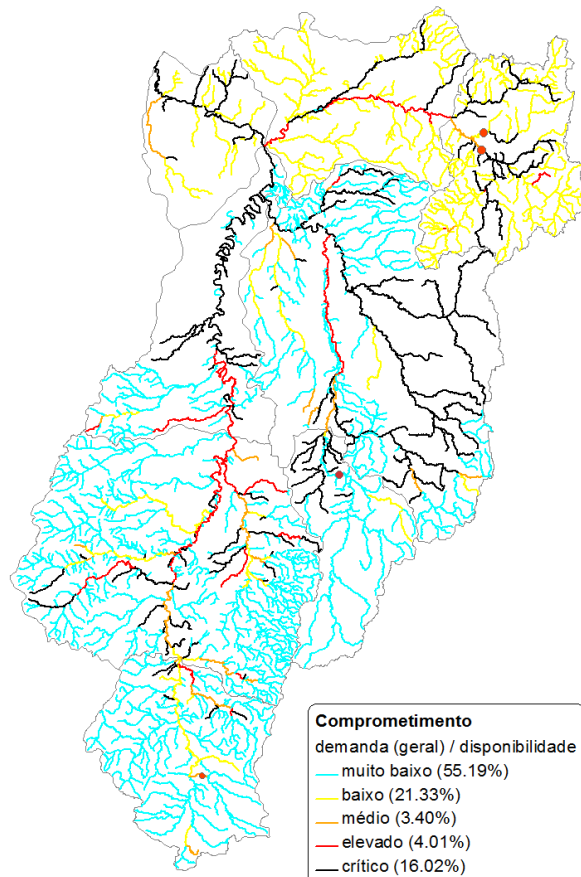 Comprometimento
demanda (geral) / disponibilidade
muito baixo (55.19%)
baixo (21.33%)
médio (3.40%)
elevado (4.01%)
crítico (16.02%)